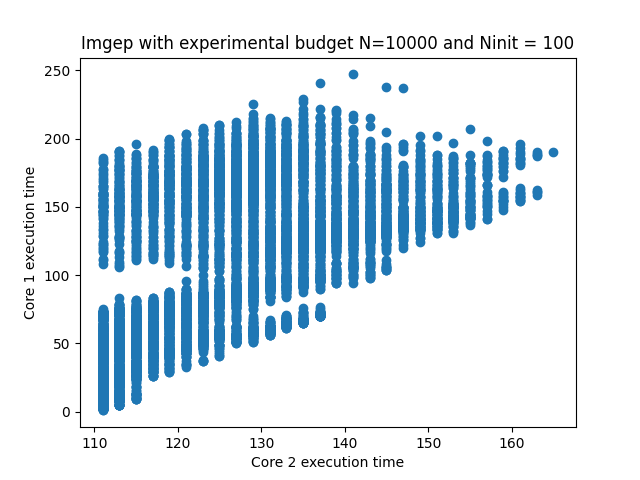 Imgep with experimental budget N=10000 and Ninit = 100
250
200
150
100
50
0
Core 1 execution time
110 120 130 140 150 160
Core 2 execution time